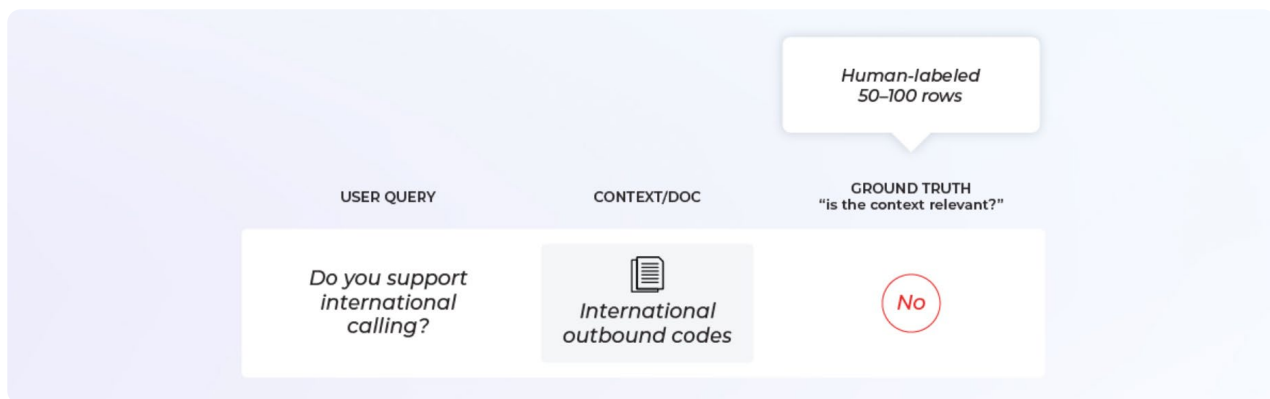 Human-labeled
50–100 rows
USER QUERY
CONTEXT/DOC
GROUND TRUTH
“is the context relevant?”
Do you support
international
calling?
International
outbound codes
No